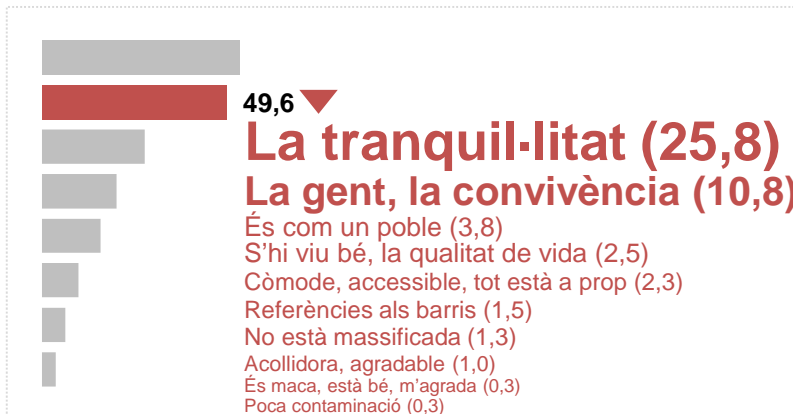 49,6
La tranquil·litat (25,8)
La gent, la convivència (10,8)
És com un poble (3,8)
S’hi viu bé, la qualitat de vida (2,5)
Còmode, accessible, tot està a prop (2,3)
Referències als barris (1,5)
No està massificada (1,3)
Acollidora, agradable (1,0)
És maca, està bé, m’agrada (0,3)
Poca contaminació (0,3)